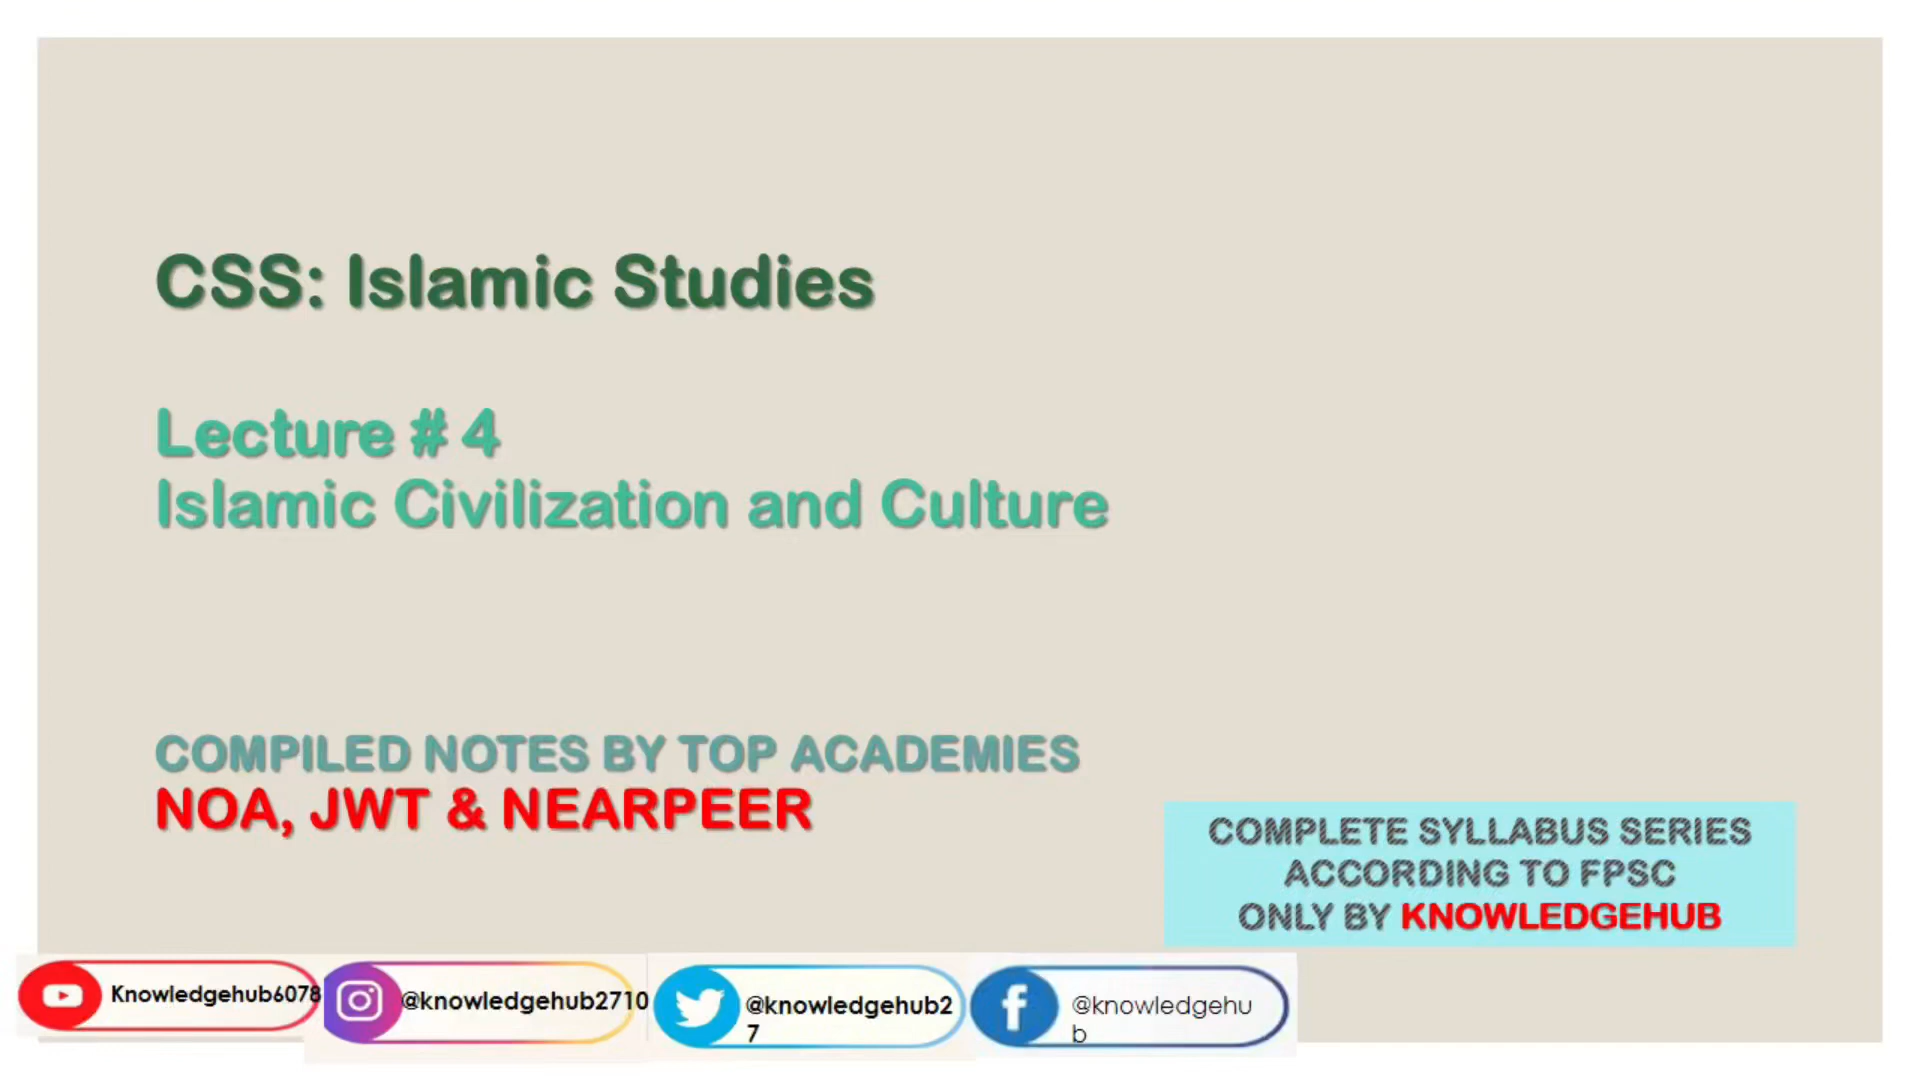 CSS: Islamic Studies
Lecture # 4
Islamic Civilization and Culture
COMPILED NOTES BY TOP ACADEMIES
NOA, JWT & NEARPEER
COMPLETE SYLLABUS SERIES
ACCORDING TO FPSC
ONLY BY KNOWLEDGEHUB
Knowledgehub6078
@knowledgehub2710
@knowledgehub2
7
@knowledgehu
b